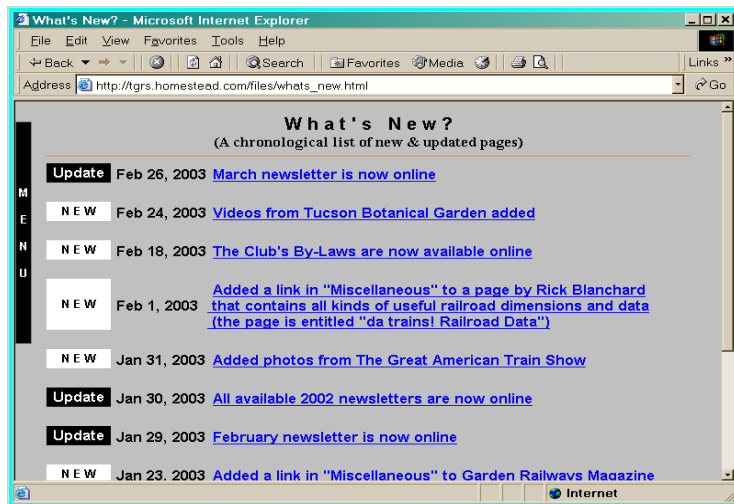 What's New? - Microsoft Internet Explorer
File Edit View Favorites Tools Help
Back Search Favorites Media Links »
Address http://tgrs.homestead.com/files/whats_new.html Go
What's New?
(A chronological list of new & updated pages)
MENU
Update Feb 26, 2003 March newsletter is now online
NEW Feb 24, 2003 Videos from Tucson Botanical Garden added
NEW Feb 18, 2003 The Club's By-Laws are now available online
NEW Feb 1, 2003 Added a link in "Miscellaneous" to a page by Rick Blanchard
that contains all kinds of useful railroad dimensions and data
(the page is entitled "da trains! Railroad Data")
NEW Jan 31, 2003 Added photos from The Great American Train Show
Update Jan 30, 2003 All available 2002 newsletters are now online
Update Jan 29, 2003 February newsletter is now online
NEW Jan 23, 2003 Added a link in "Miscellaneous" to Garden Railways Magazine
Internet